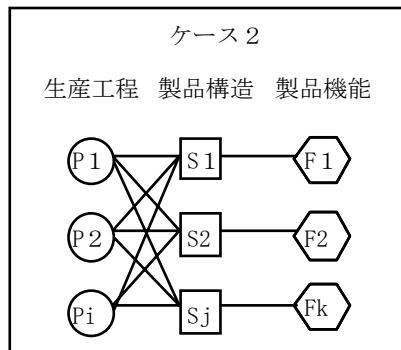 ケース２
生産工程 製品構造 製品機能
P1 S1 F1
P2 S2 F2
Pi Sj Fk